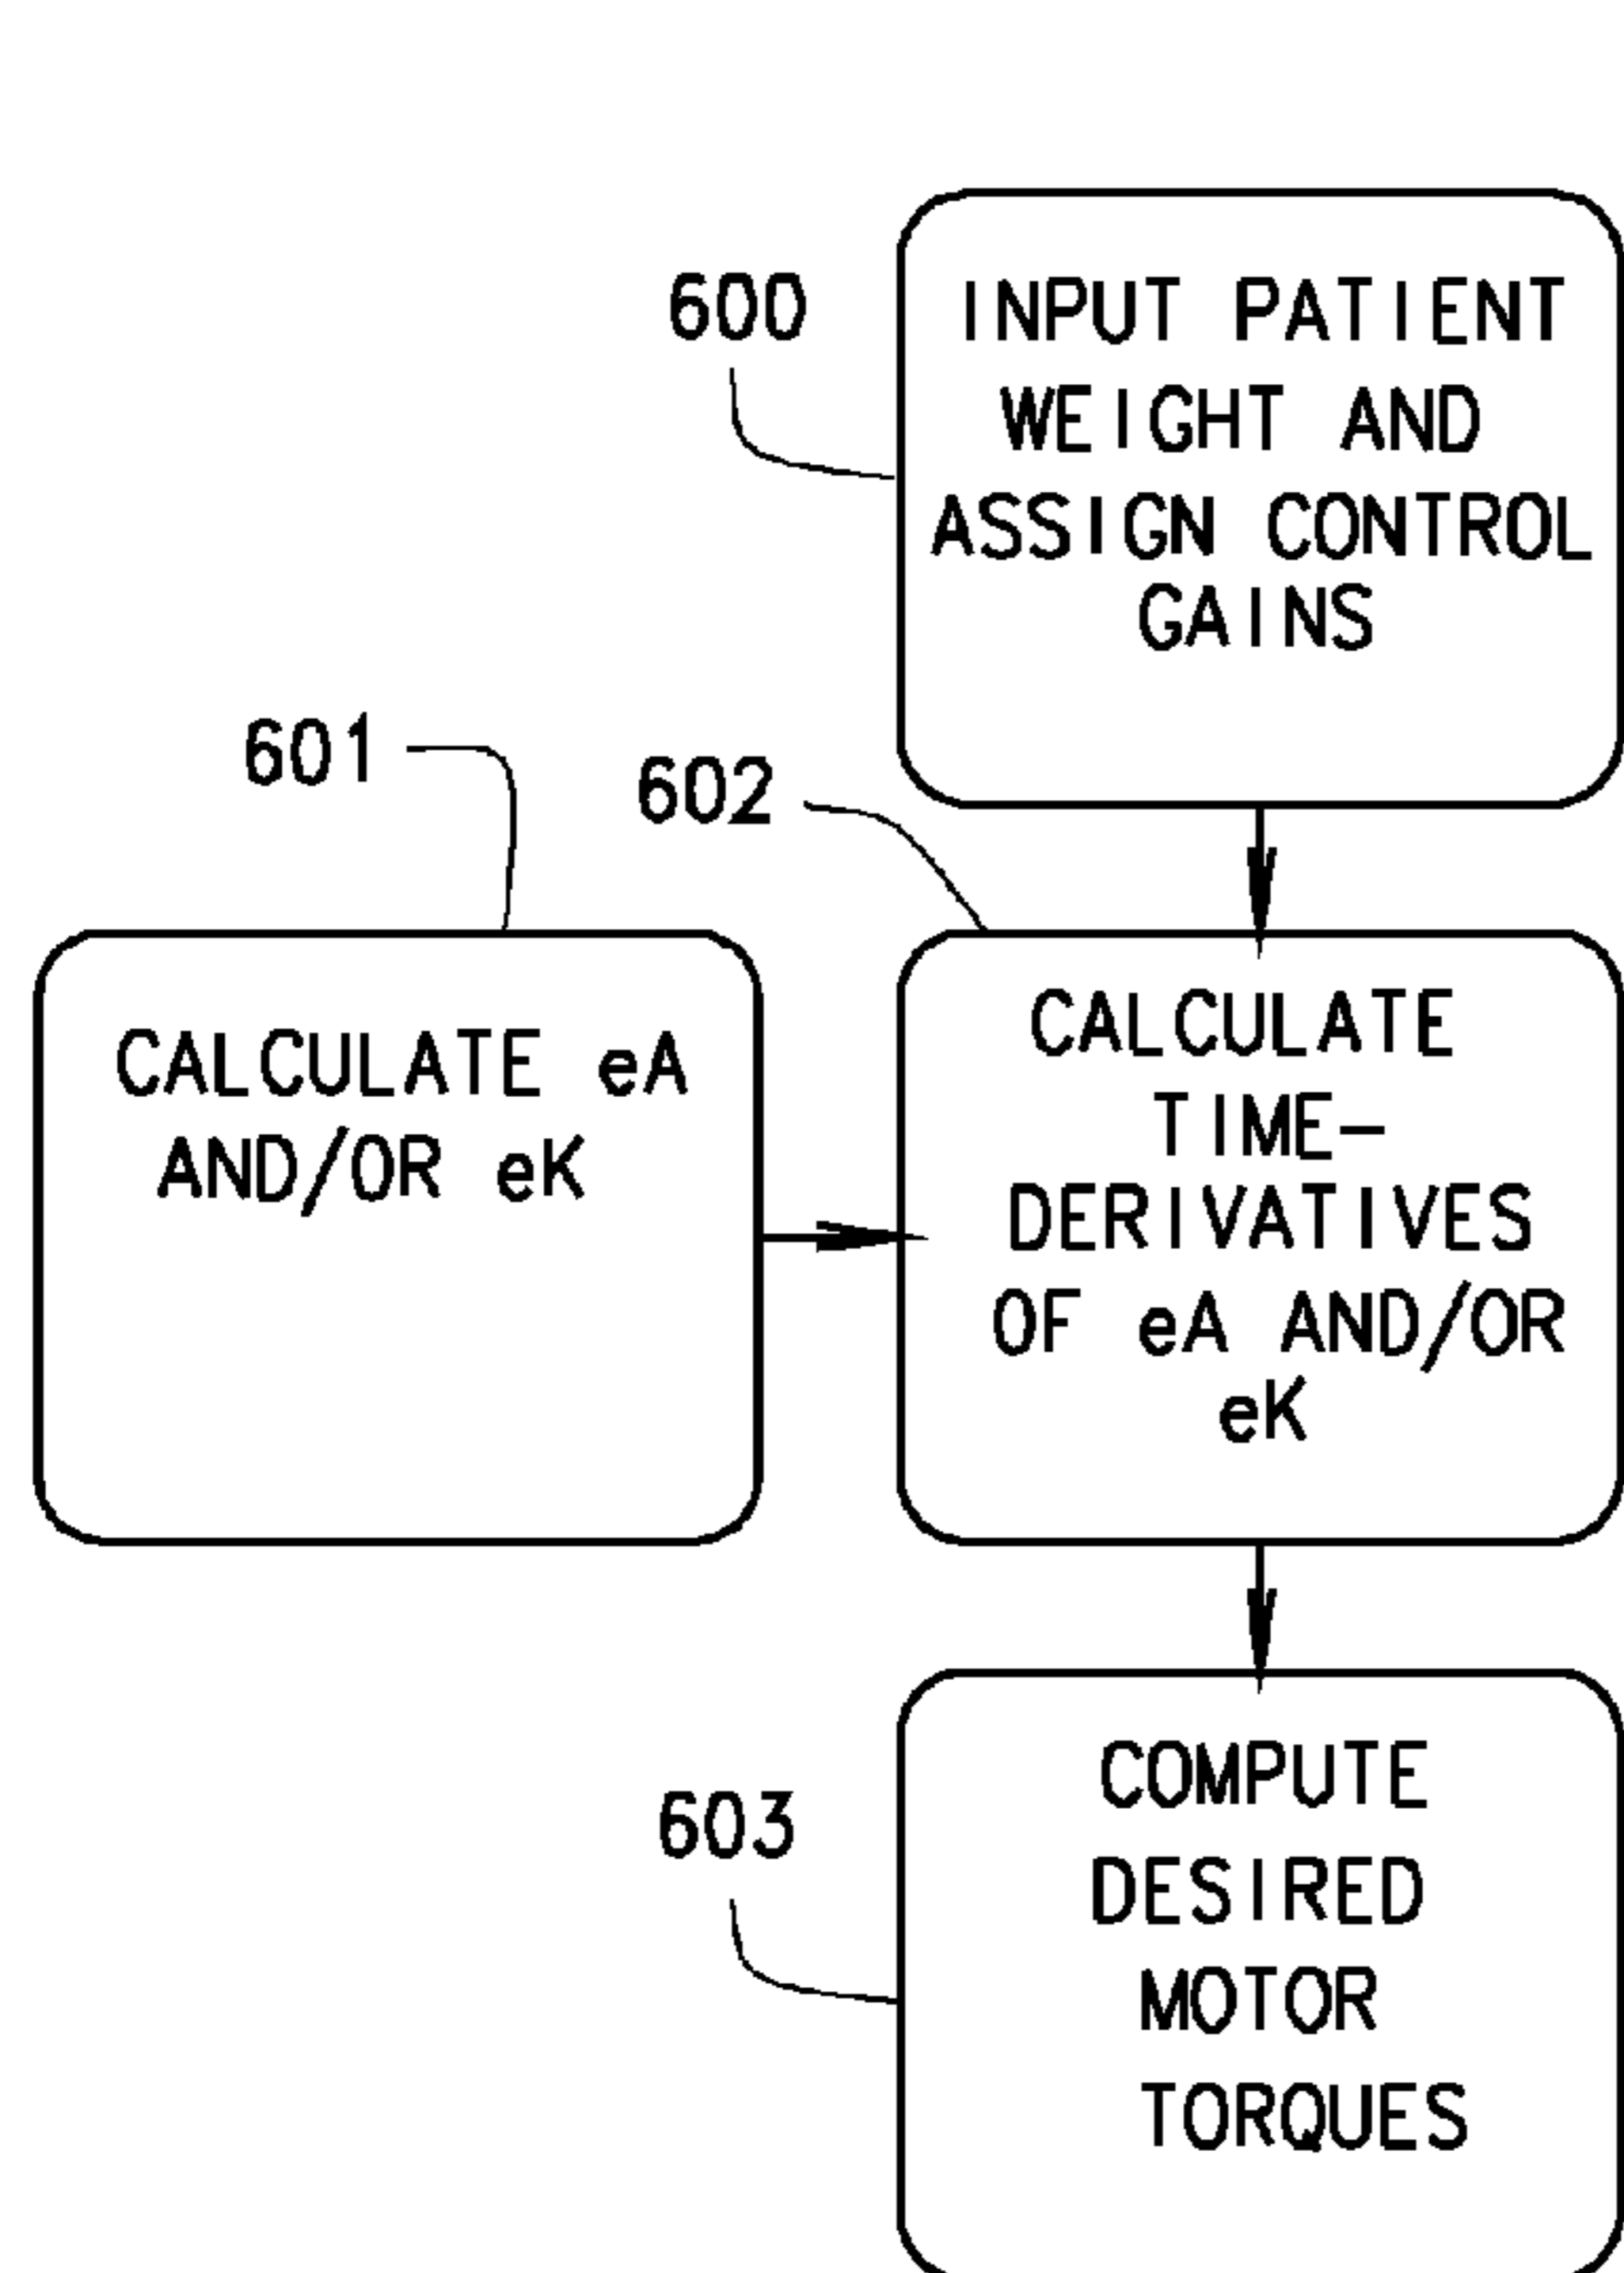 600
INPUT PATIENT
WEIGHT AND
ASSIGN CONTROL
GAINS
601
CALCULATE eA
AND/OR eK
602
CALCULATE
TIME-
DERIVATIVES
OF eA AND/OR
eK
603
COMPUTE
DESIRED
MOTOR
TORQUES